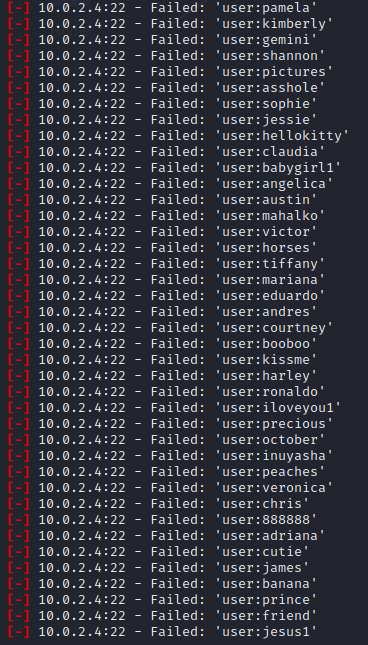 [-] 10.0.2.4:22 - Failed: 'user:pamela'
[-] 10.0.2.4:22 - Failed: 'user:kimberly'
[-] 10.0.2.4:22 - Failed: 'user:gemini'
[-] 10.0.2.4:22 - Failed: 'user:shannon'
[-] 10.0.2.4:22 - Failed: 'user:pictures'
[-] 10.0.2.4:22 - Failed: 'user:asshole'
[-] 10.0.2.4:22 - Failed: 'user:sophie'
[-] 10.0.2.4:22 - Failed: 'user:jessie'
[-] 10.0.2.4:22 - Failed: 'user:hellokitty'
[-] 10.0.2.4:22 - Failed: 'user:claudia'
[-] 10.0.2.4:22 - Failed: 'user:babygirl1'
[-] 10.0.2.4:22 - Failed: 'user:angelica'
[-] 10.0.2.4:22 - Failed: 'user:austin'
[-] 10.0.2.4:22 - Failed: 'user:mahalko'
[-] 10.0.2.4:22 - Failed: 'user:victor'
[-] 10.0.2.4:22 - Failed: 'user:horses'
[-] 10.0.2.4:22 - Failed: 'user:tiffany'
[-] 10.0.2.4:22 - Failed: 'user:mariana'
[-] 10.0.2.4:22 - Failed: 'user:eduardo'
[-] 10.0.2.4:22 - Failed: 'user:andres'
[-] 10.0.2.4:22 - Failed: 'user:courtney'
[-] 10.0.2.4:22 - Failed: 'user:booboo'
[-] 10.0.2.4:22 - Failed: 'user:kissme'
[-] 10.0.2.4:22 - Failed: 'user:harley'
[-] 10.0.2.4:22 - Failed: 'user:ronaldo'
[-] 10.0.2.4:22 - Failed: 'user:iloveyou1'
[-] 10.0.2.4:22 - Failed: 'user:precious'
[-] 10.0.2.4:22 - Failed: 'user:october'
[-] 10.0.2.4:22 - Failed: 'user:inuyasha'
[-] 10.0.2.4:22 - Failed: 'user:peaches'
[-] 10.0.2.4:22 - Failed: 'user:veronica'
[-] 10.0.2.4:22 - Failed: 'user:chris'
[-] 10.0.2.4:22 - Failed: 'user:888888'
[-] 10.0.2.4:22 - Failed: 'user:adriana'
[-] 10.0.2.4:22 - Failed: 'user:cutie'
[-] 10.0.2.4:22 - Failed: 'user:james'
[-] 10.0.2.4:22 - Failed: 'user:banana'
[-] 10.0.2.4:22 - Failed: 'user:prince'
[-] 10.0.2.4:22 - Failed: 'user:friend'
[-] 10.0.2.4:22 - Failed: 'user:jesus1'